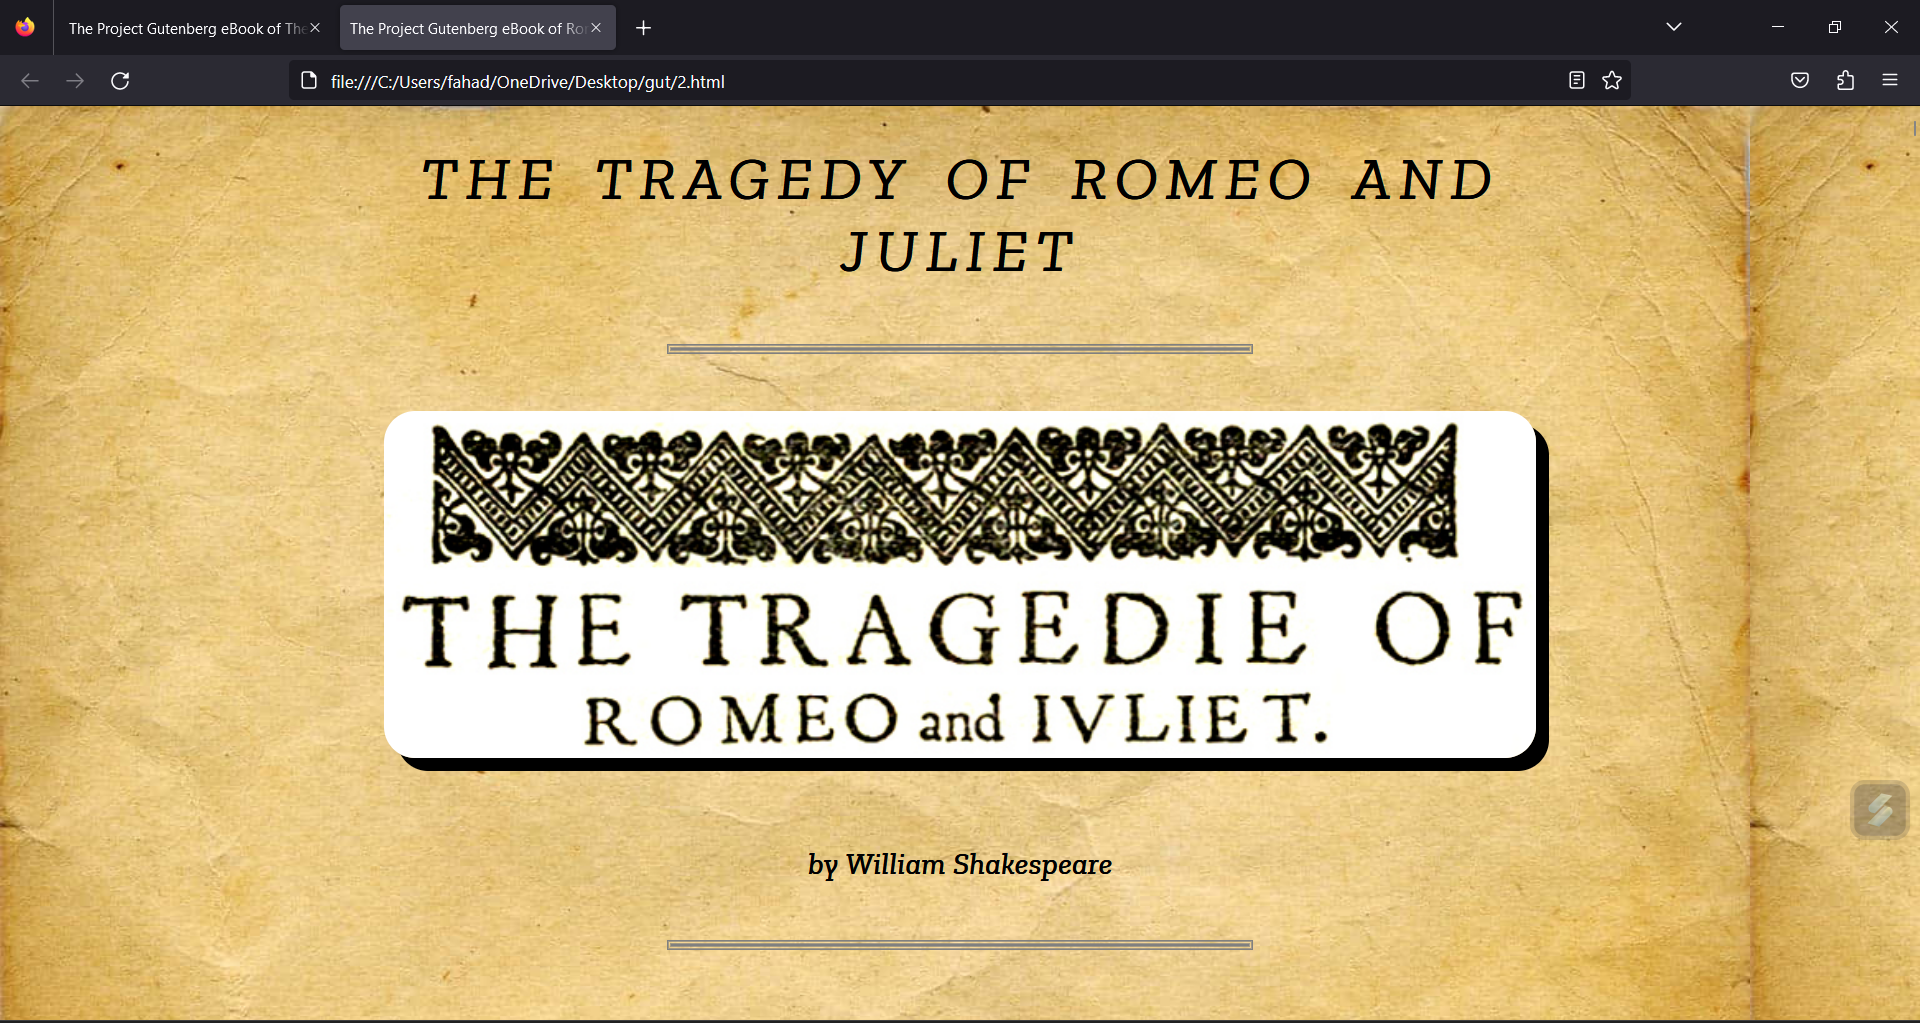 The Project Gutenberg eBook of The
The Project Gutenberg eBook of Ro
file:///C:/Users/fahad/OneDrive/Desktop/gut/2.html
THE TRAGEDY OF ROMEO AND
JULIET
THE TRAGEDIE OF
ROMEO and IVLIET.
by William Shakespeare